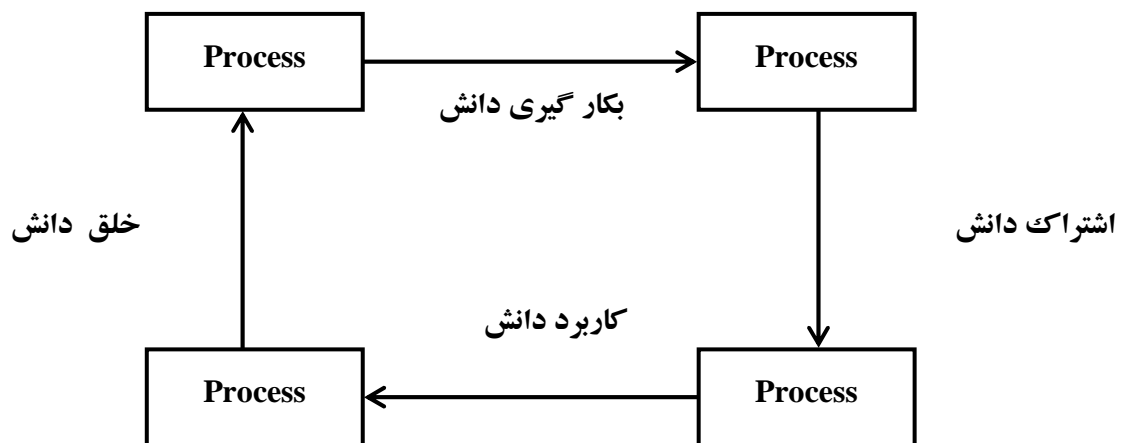 Process
Process
بکار گیری دانش
خلق دانش
اشتراک دانش
کاربرد دانش
Process
Process